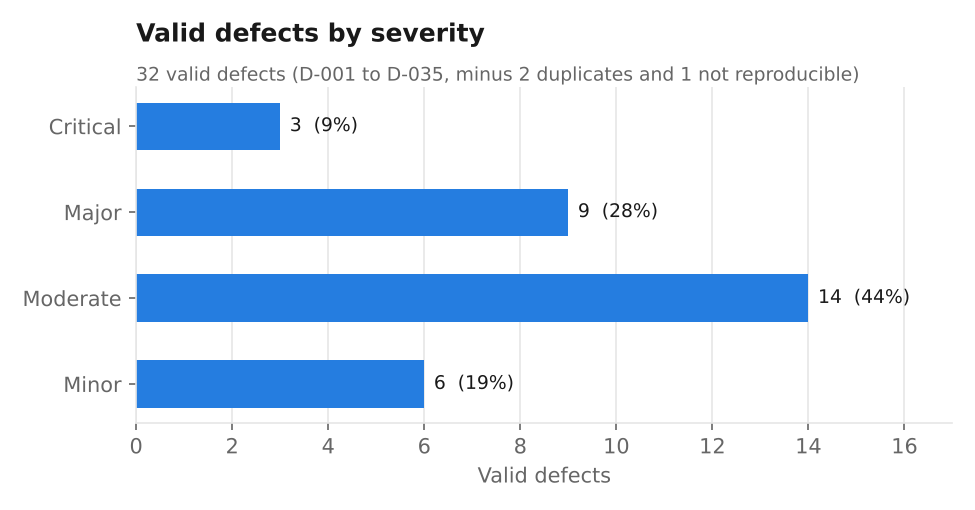 Valid defects by severity
32 valid defects (D-001 to D-035, minus 2 duplicates and 1 not reproducible)
Critical 3 (9%)
Major 9 (28%)
Moderate 14 (44%)
Minor 6 (19%)
0 2 4 6 8 10 12 14 16
Valid defects